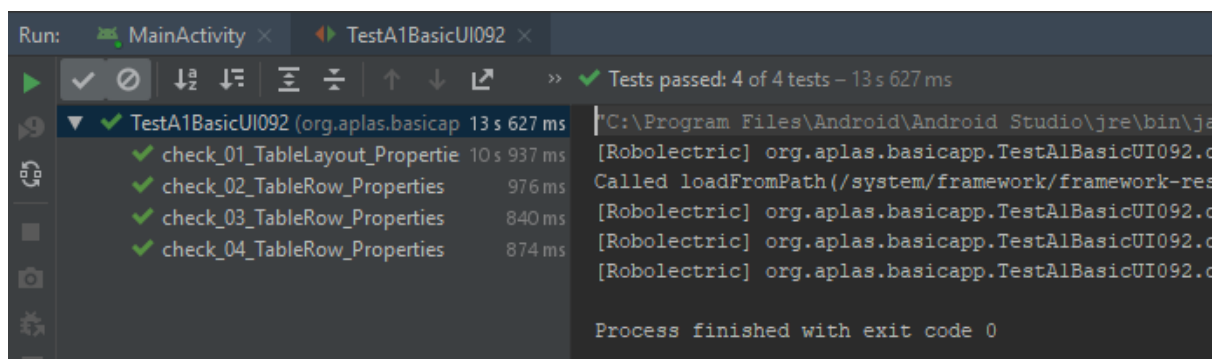 Run: MainActivity × TestA1BasicUI092 ×
» Tests passed: 4 of 4 tests – 13 s 627 ms
TestA1BasicUI092 (org.aplas.basicap 13 s 627 ms
check_01_TableLayout_Propertie 10 s 937 ms
check_02_TableRow_Properties 976 ms
check_03_TableRow_Properties 840 ms
check_04_TableRow_Properties 874 ms
"C:\Program Files\Android\Android Studio\jre\bin\ja
[Robolectric] org.aplas.basicapp.TestA1BasicUI092.c
Called loadFromPath(/system/framework/framework-res
[Robolectric] org.aplas.basicapp.TestA1BasicUI092.c
[Robolectric] org.aplas.basicapp.TestA1BasicUI092.c
[Robolectric] org.aplas.basicapp.TestA1BasicUI092.c
Process finished with exit code 0